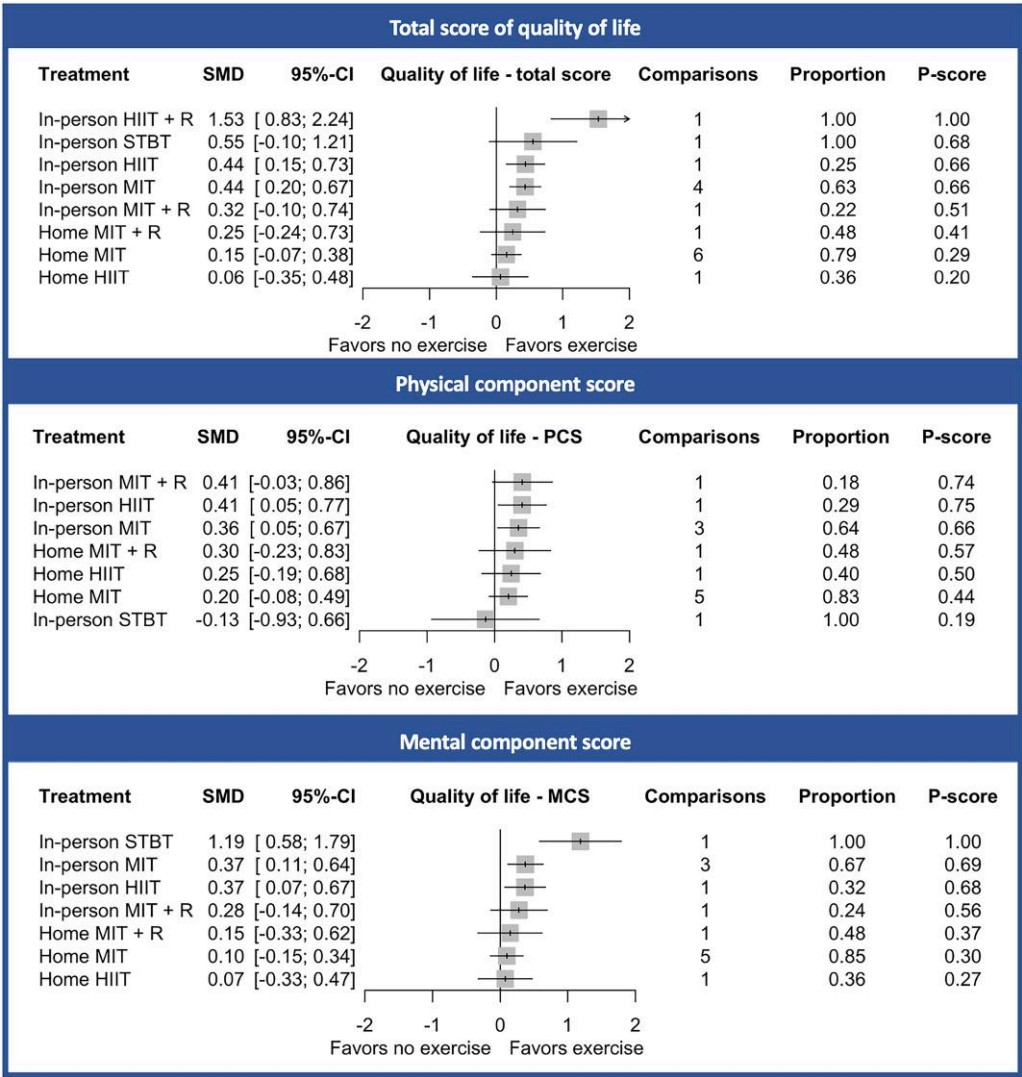 Total score of quality of life
Treatment SMD 95%-CI Quality of life - total score Comparisons Proportion P-score
In-person HIIT + R 1.53 [ 0.83; 2.24] 1 1.00 1.00
In-person STBT 0.55 [-0.10; 1.21] 1 1.00 0.68
In-person HIIT 0.44 [ 0.15; 0.73] 1 0.25 0.66
In-person MIT 0.44 [ 0.20; 0.67] 4 0.63 0.66
In-person MIT + R 0.32 [-0.10; 0.74] 1 0.22 0.51
Home MIT + R 0.25 [-0.24; 0.73] 1 0.48 0.41
Home MIT 0.15 [-0.07; 0.38] 6 0.79 0.29
Home HIIT 0.06 [-0.35; 0.48] 1 0.36 0.20
-2 -1 0 1 2
Favors no exercise Favors exercise
Physical component score
Treatment SMD 95%-CI Quality of life - PCS Comparisons Proportion P-score
In-person MIT + R 0.41 [-0.03; 0.86] 1 0.18 0.74
In-person HIIT 0.41 [ 0.05; 0.77] 1 0.29 0.75
In-person MIT 0.36 [ 0.05; 0.67] 3 0.64 0.66
Home MIT + R 0.30 [-0.23; 0.83] 1 0.48 0.57
Home HIIT 0.25 [-0.19; 0.68] 1 0.40 0.50
Home MIT 0.20 [-0.08; 0.49] 5 0.83 0.44
In-person STBT -0.13 [-0.93; 0.66] 1 1.00 0.19
-2 -1 0 1 2
Favors no exercise Favors exercise
Mental component score
Treatment SMD 95%-CI Quality of life - MCS Comparisons Proportion P-score
In-person STBT 1.19 [ 0.58; 1.79] 1 1.00 1.00
In-person MIT 0.37 [ 0.11; 0.64] 3 0.67 0.69
In-person HIIT 0.37 [ 0.07; 0.67] 1 0.32 0.68
In-person MIT + R 0.28 [-0.14; 0.70] 1 0.24 0.56
Home MIT + R 0.15 [-0.33; 0.62] 1 0.48 0.37
Home MIT 0.10 [-0.15; 0.34] 5 0.85 0.30
Home HIIT 0.07 [-0.33; 0.47] 1 0.36 0.27
-2 -1 0 1 2
Favors no exercise Favors exercise